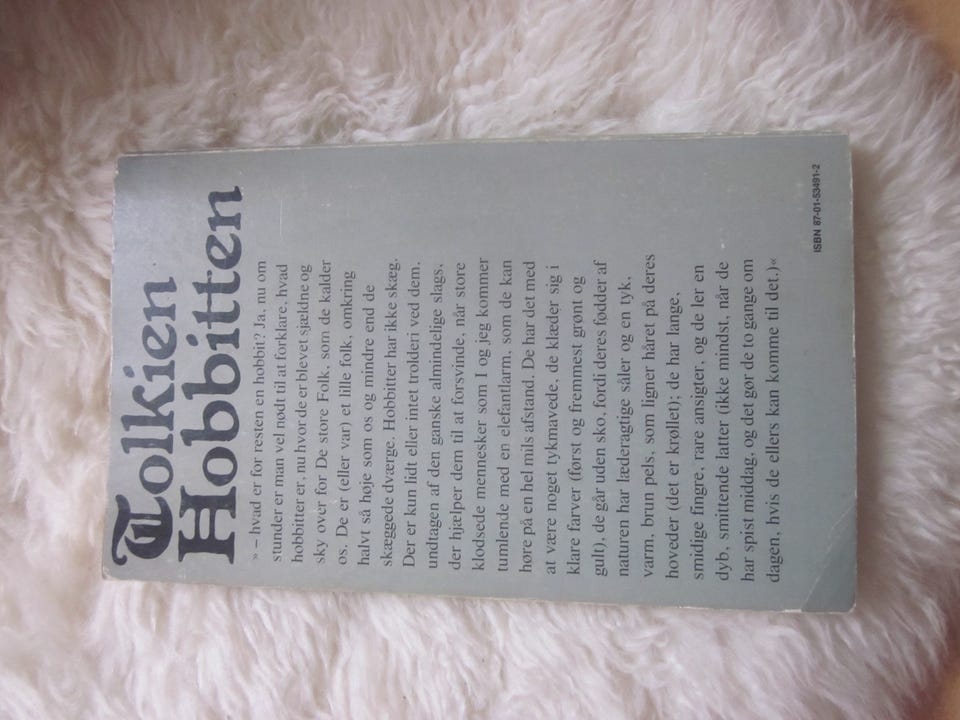 Tolkien
Hobbitten
» – hvad er for resten en hobbit? Ja, nu om
stunder er man vel nødt til at forklare, hvad
hobbitter er, nu hvor de er blevet sjældne og
sky over for De store Folk, som de kalder
os. De er (eller var) et lille folk, omkring
halvt så høje som os og mindre end de
skæggede dværge. Hobbitter har ikke skæg.
Der er kun lidt eller intet trolderi ved dem,
undtagen af den ganske almindelige slags,
der hjælper dem til at forsvinde, når store
klodsede mennesker som I og jeg kommer
tumlende med en elefantlarm, som de kan
høre på en hel mils afstand. De har det med
at være noget tykmavede, de klæder sig i
klare farver (først og fremmest grønt og
gult), de går uden sko, fordi deres fødder af
naturen har læderagtige såler og en tyk,
varm, brun pels, som ligner håret på deres
hoveder (det er krøllet); de har lange,
smidige fingre, rare ansigter, og de ler en
dyb, smittende latter (ikke mindst, når de
har spist middag, og det gør de to gange om
dagen, hvis de ellers kan komme til det.)«
ISBN 87-01-53491-2